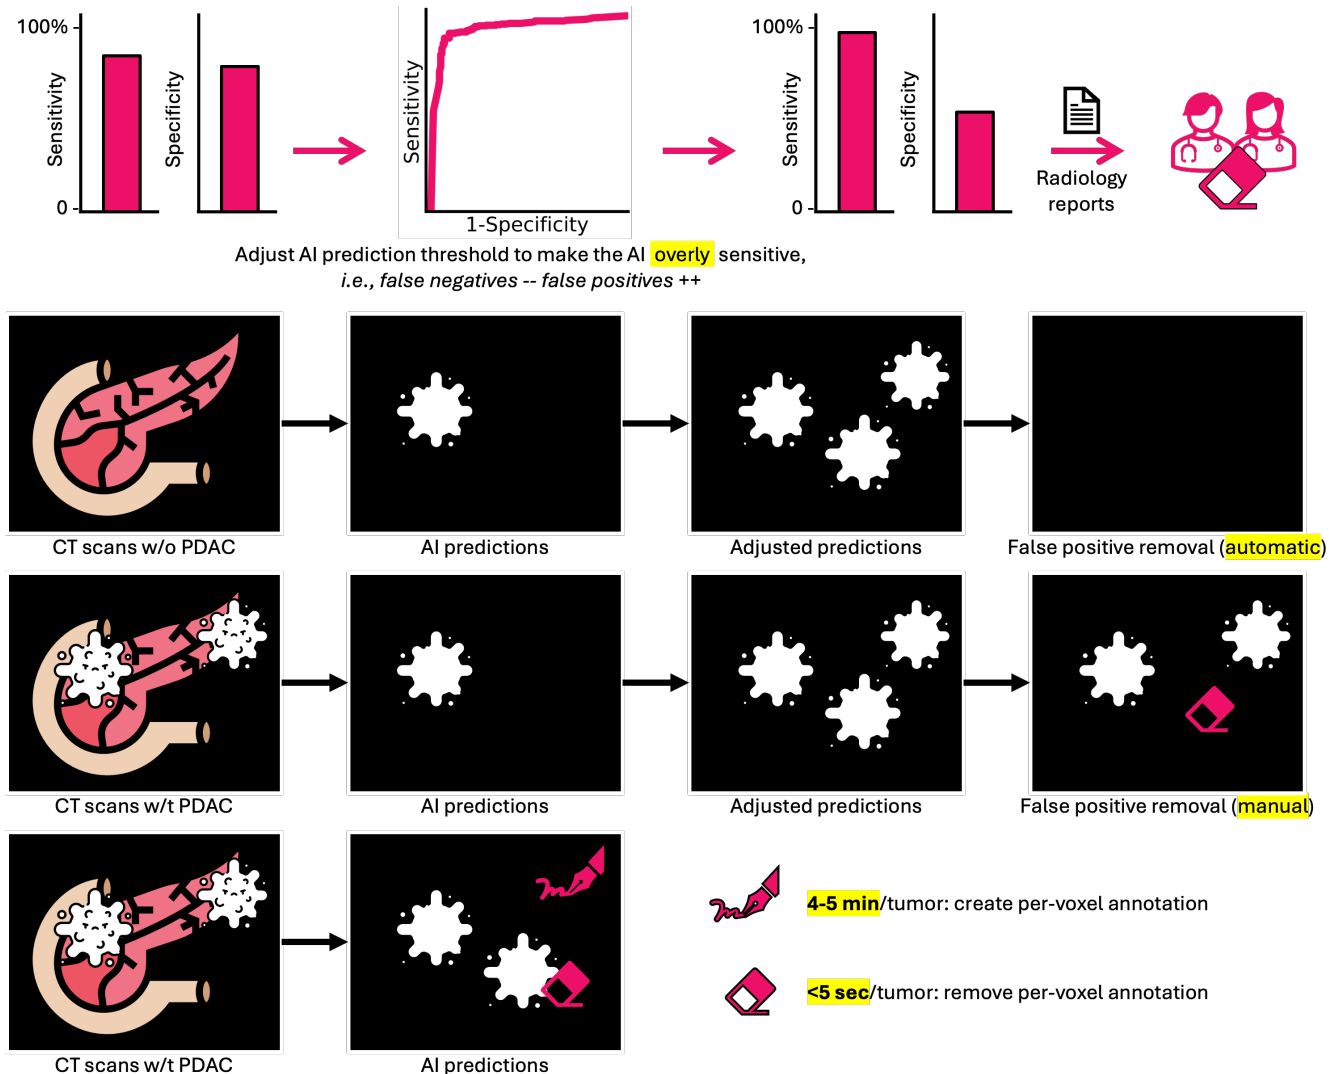 100%
Sensitivity
0
Specificity
Sensitivity
1-Specificity
100%
Sensitivity
0
Specificity
Radiology
reports
Adjust AI prediction threshold to make the AI overly sensitive,
i.e., false negatives -- false positives ++
CT scans w/o PDAC
AI predictions
Adjusted predictions
False positive removal (automatic)
CT scans w/t PDAC
AI predictions
Adjusted predictions
False positive removal (manual)
4-5 min/tumor: create per-voxel annotation
<5 sec/tumor: remove per-voxel annotation
CT scans w/t PDAC
AI predictions